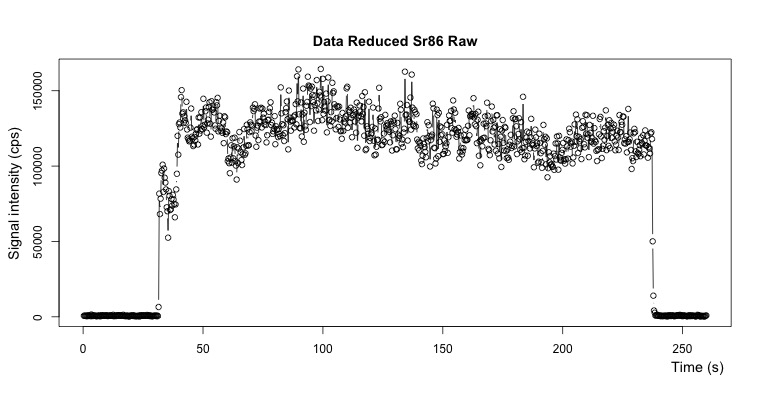 Data Reduced Sr86 Raw
Signal intensity (cps)
150000
100000
50000
0
0 50 100 150 200 250
Time (s)